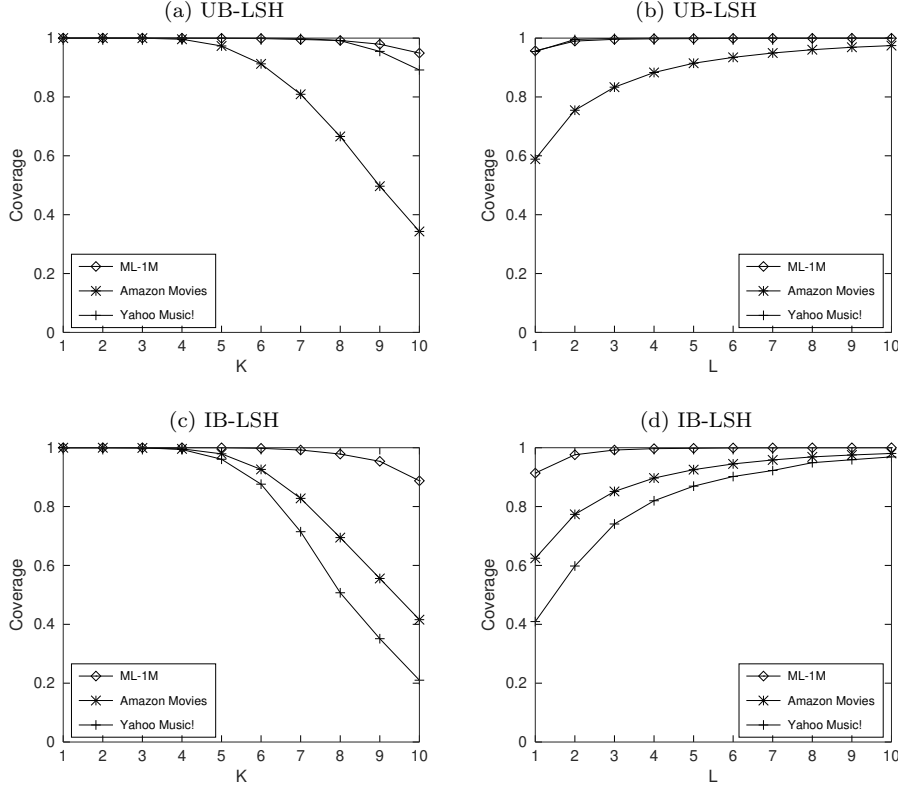 (a) UB-LSH
1
0.8
0.6
0.4
0.2
0
Coverage
ML-1M
Amazon Movies
Yahoo Music!
1 2 3 4 5 6 7 8 9 10
K
(b) UB-LSH
1
0.8
0.6
0.4
0.2
0
Coverage
ML-1M
Amazon Movies
Yahoo Music!
1 2 3 4 5 6 7 8 9 10
L
(c) IB-LSH
1
0.8
0.6
0.4
0.2
0
Coverage
ML-1M
Amazon Movies
Yahoo Music!
1 2 3 4 5 6 7 8 9 10
K
(d) IB-LSH
1
0.8
0.6
0.4
0.2
0
Coverage
ML-1M
Amazon Movies
Yahoo Music!
1 2 3 4 5 6 7 8 9 10
L